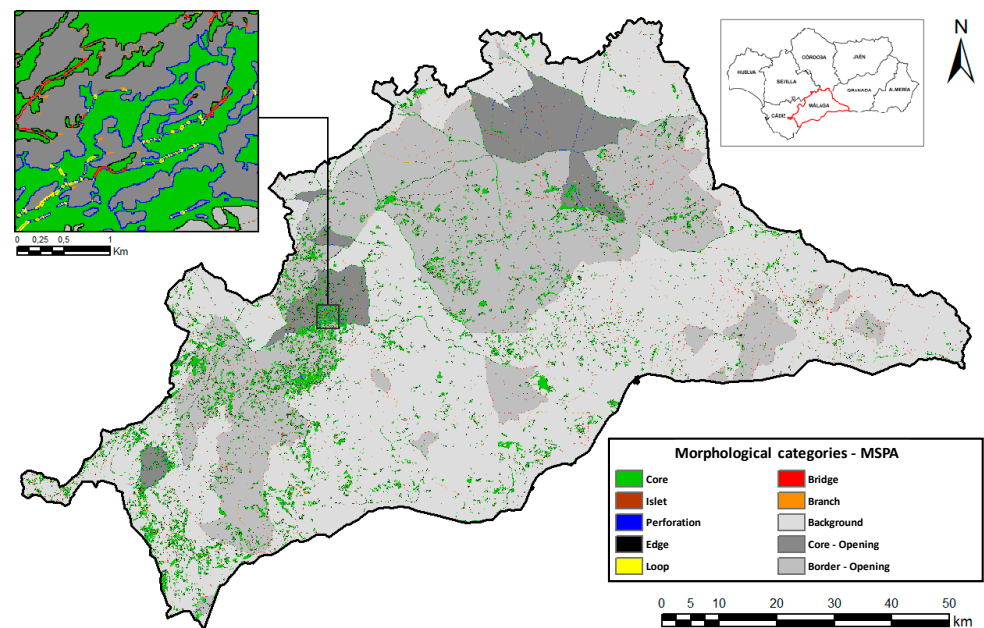 N
CÓRDOBA
JAÉN
HUELVA
SEVILLA
GRANADA
ALMERÍA
MÁLAGA
CÁDIZ
0 0,25 0,5 1
Km
Morphological categories - MSPA
Core
Bridge
Islet
Branch
Perforation
Background
Edge
Core - Opening
Loop
Border - Opening
0 5 10 20 30 40 50
km